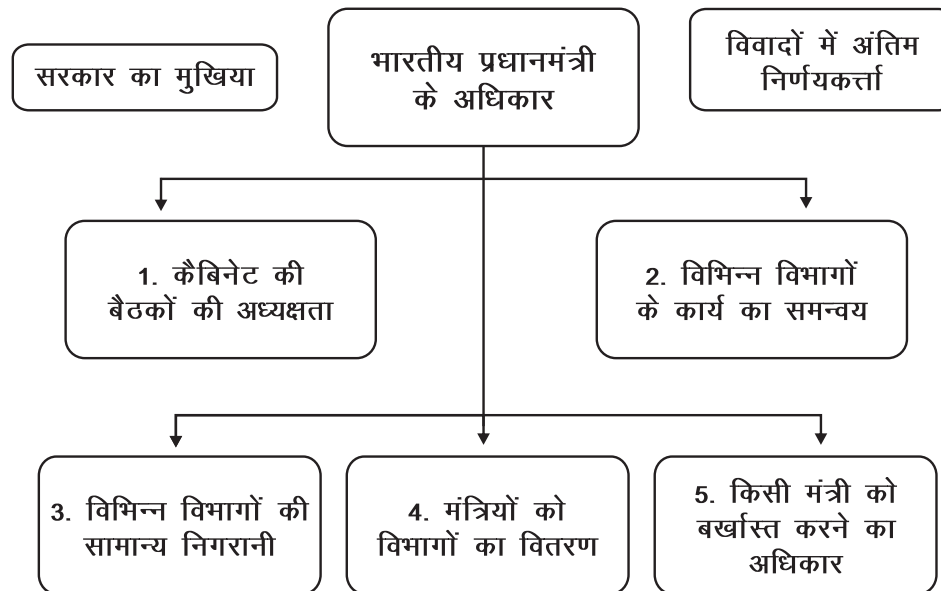 सरकार का मुखिया
भारतीय प्रधानमंत्री
के अधिकार
विवादों में अंतिम
निर्णयकर्त्ता
1. कैबिनेट की
बैठकों की अध्यक्षता
2. विभिन्न विभागों
के कार्य का समन्वय
3. विभिन्न विभागों की
सामान्य निगरानी
4. मंत्रियों को
विभागों का वितरण
5. किसी मंत्री को
बर्खास्त करने का
अधिकार